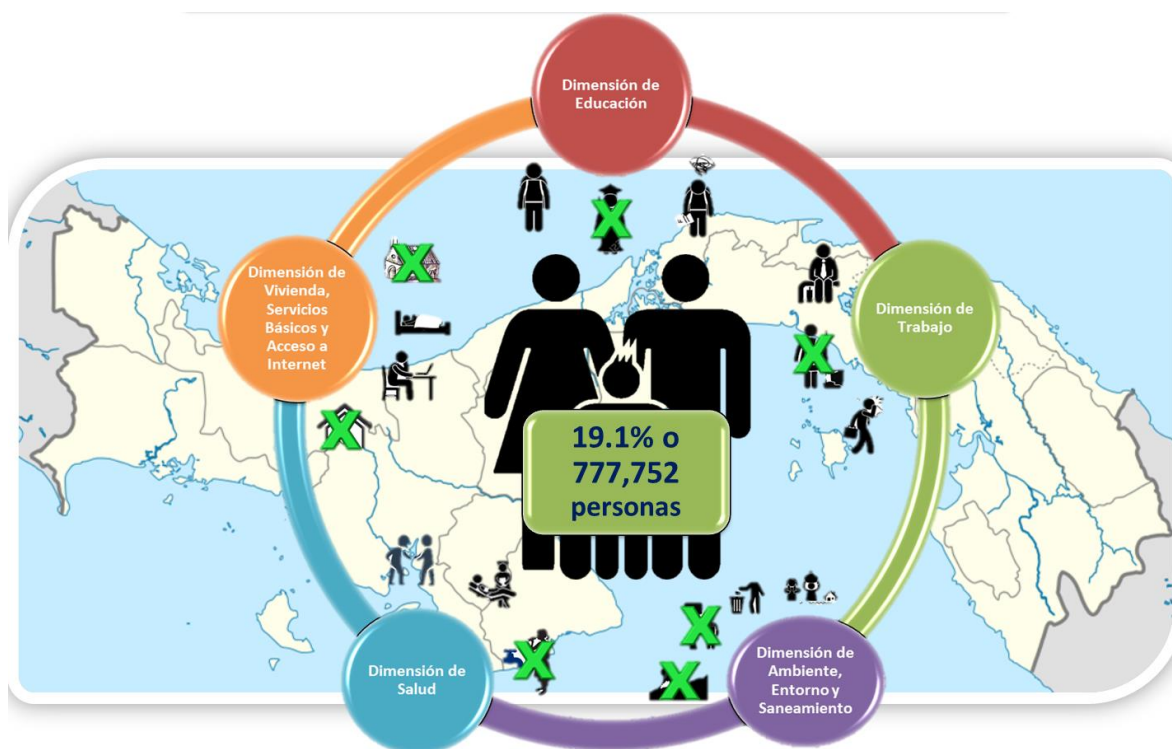 Dimensión de
Educación
Dimensión de
Vivienda,
Servicios
Básicos y
Acceso a
Internet
Dimensión de
Trabajo
19.1% o
777,752
personas
Dimensión de
Salud
Dimensión de
Ambiente,
Entorno y
Saneamiento